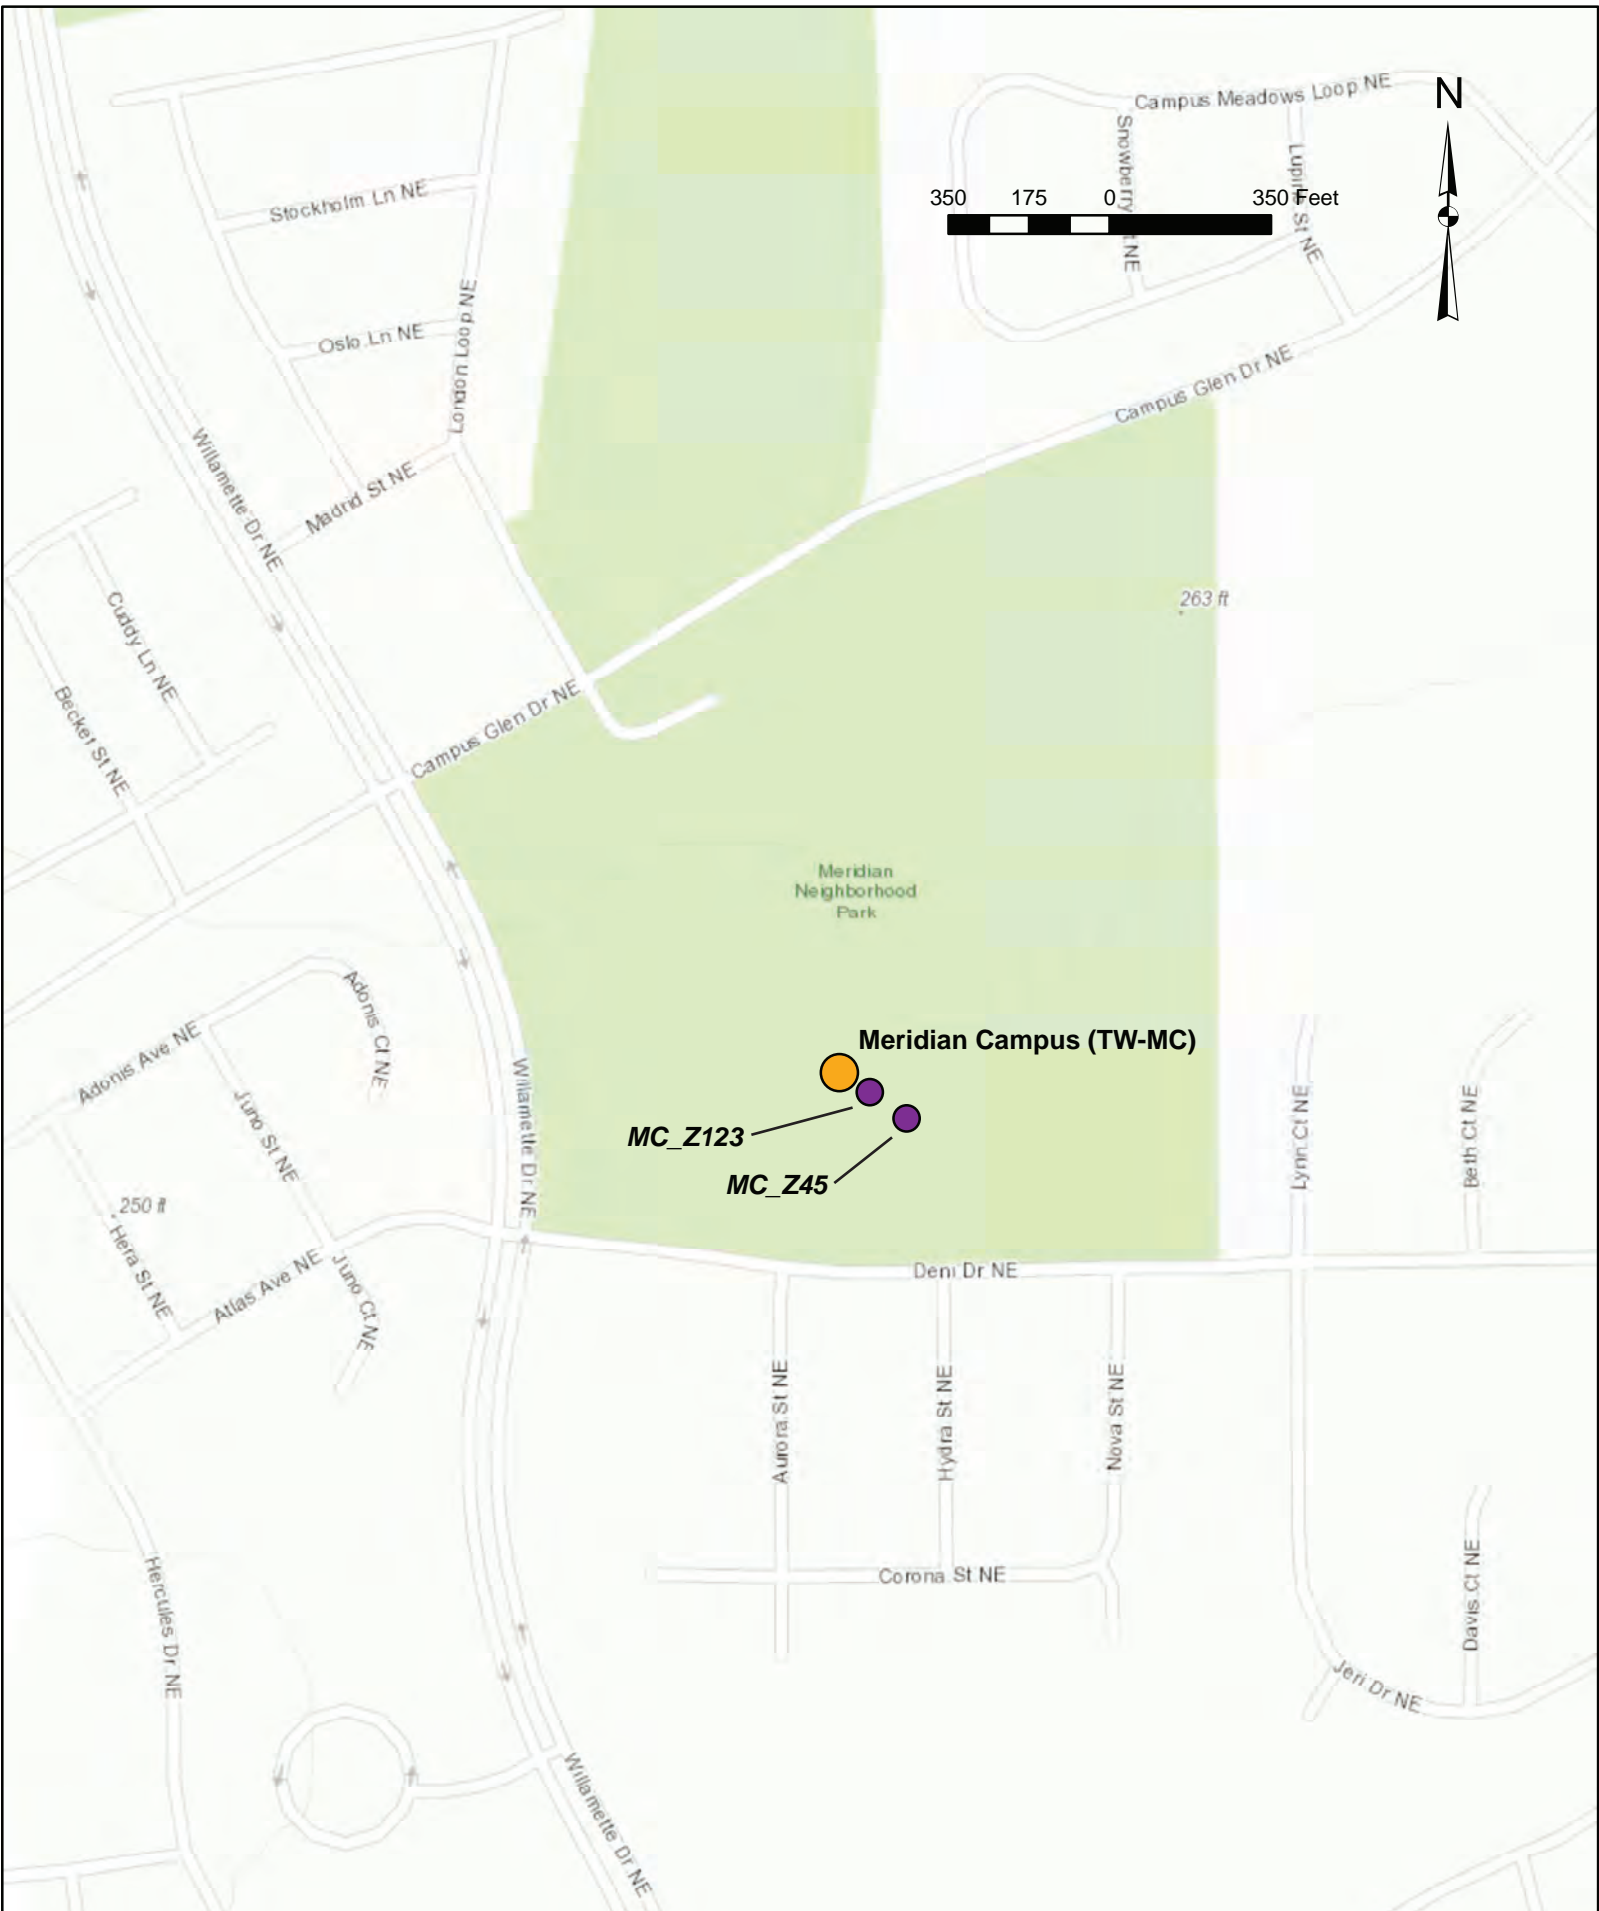 Campus Meadows Loop NE
N
Snowberry St NE
Lupine St NE
350 175 0 350 Feet
Stockholm Ln NE
Oslo Ln NE
London Loop NE
Campus Glen Dr NE
Willamette Dr NE
Madrid St NE
263 ft
Cuddy Ln NE
Becket St NE
Campus Glen Dr NE
Meridian
Neighborhood
Park
Adonis Ct NE
Adonis Ave NE
Meridian Campus (TW-MC)
Willamette Dr NE
Juno St NE
MC_Z123
MC_Z45
Lynn Ct NE
Beth Ct NE
250 ft
Hera St NE
Atlas Ave NE
Juno Ct NE
Deni Dr NE
Aurora St NE
Hydra St NE
Nova St NE
Corona St NE
Hercules Dr NE
Davis Ct NE
Jeri Dr NE
Willamette Dr NE